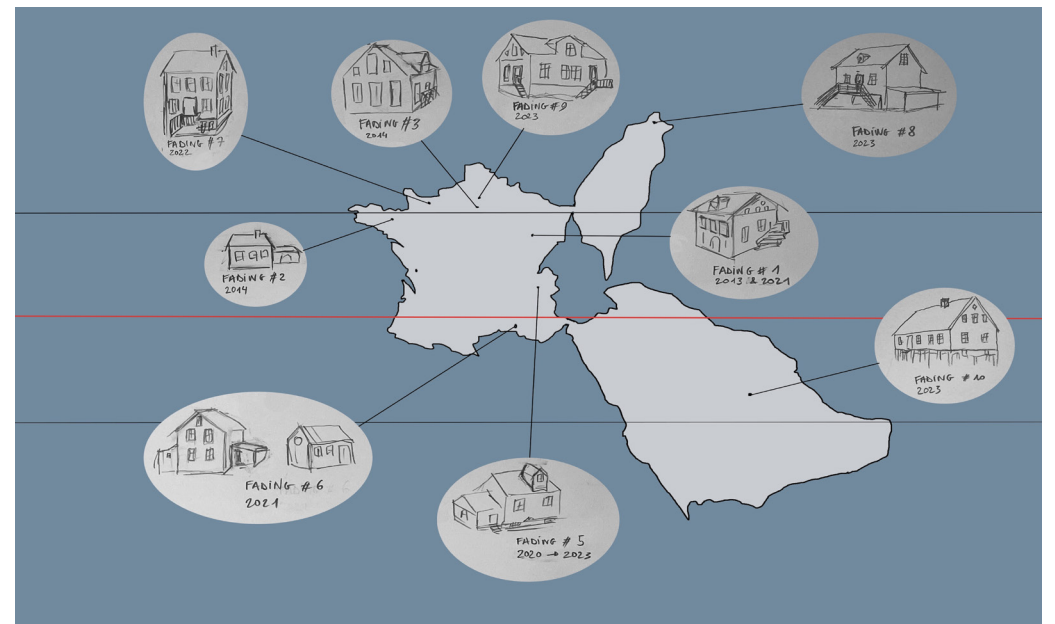 FADING # 7
2022
FADING # 3
2014
FADING # 9
2023
FADING # 8
2023
FADING # 2
2014
FADING # 1
2013 & 2021
FADING # 10
2023
FADING # 6
2021
FADING # 5
2020 → 2023